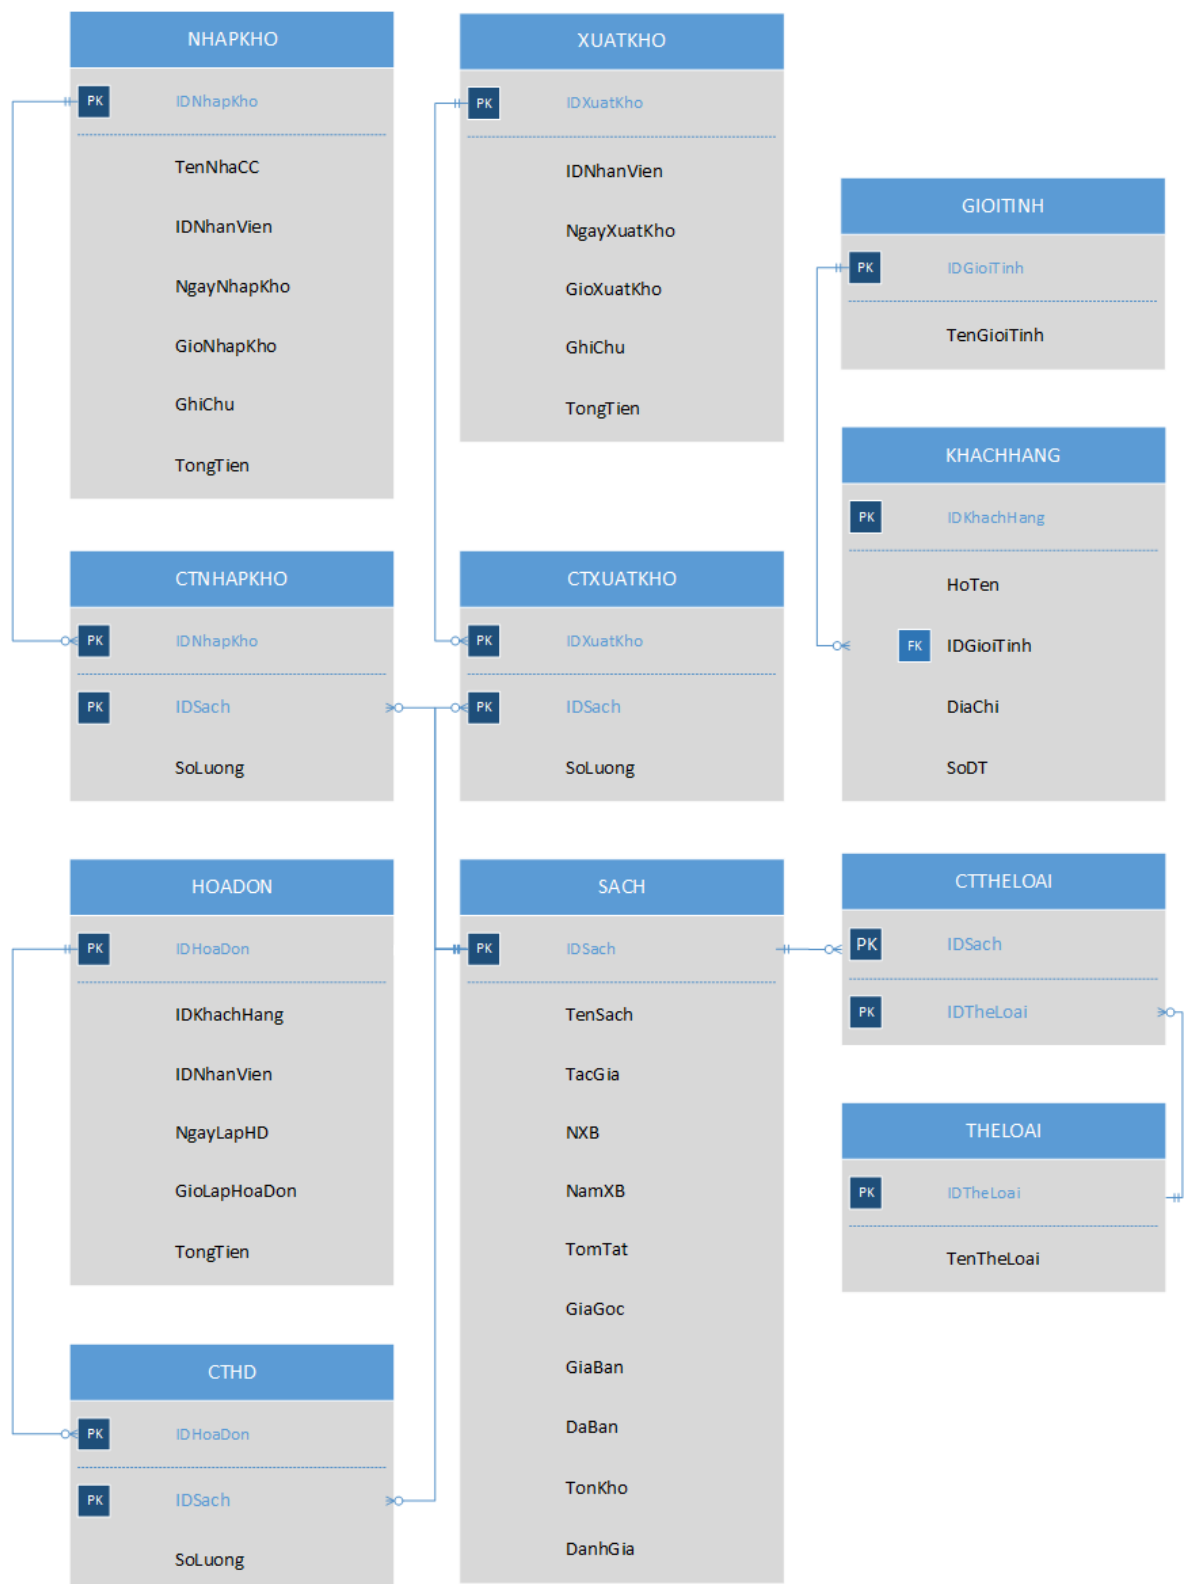 NHAPKHO
PK IDNhapKho
TenNhaCC
IDNhanVien
NgayNhapKho
GioNhapKho
GhiChu
TongTien
XUATKHO
PK IDXuatKho
IDNhanVien
NgayXuatKho
GioXuatKho
GhiChu
TongTien
GIOITINH
PK IDGioiTinh
TenGioiTinh
KHACHHANG
PK IDKhachHang
HoTen
FK IDGioiTinh
DiaChi
SoDT
CTNHAPKHO
PK IDNhapKho
PK IDSach
SoLuong
CTXUATKHO
PK IDXuatKho
PK IDSach
SoLuong
HOADON
PK IDHoaDon
IDKhachHang
IDNhanVien
NgayLapHD
GioLapHoaDon
TongTien
SACH
PK IDSach
TenSach
TacGia
NXB
NamXB
TomTat
GiaGoc
GiaBan
DaBan
TonKho
DanhGia
CTTHELOAI
PK IDSach
PK IDTheLoai
THELOAI
PK IDTheLoai
TenTheLoai
CTHD
PK IDHoaDon
PK IDSach
SoLuong